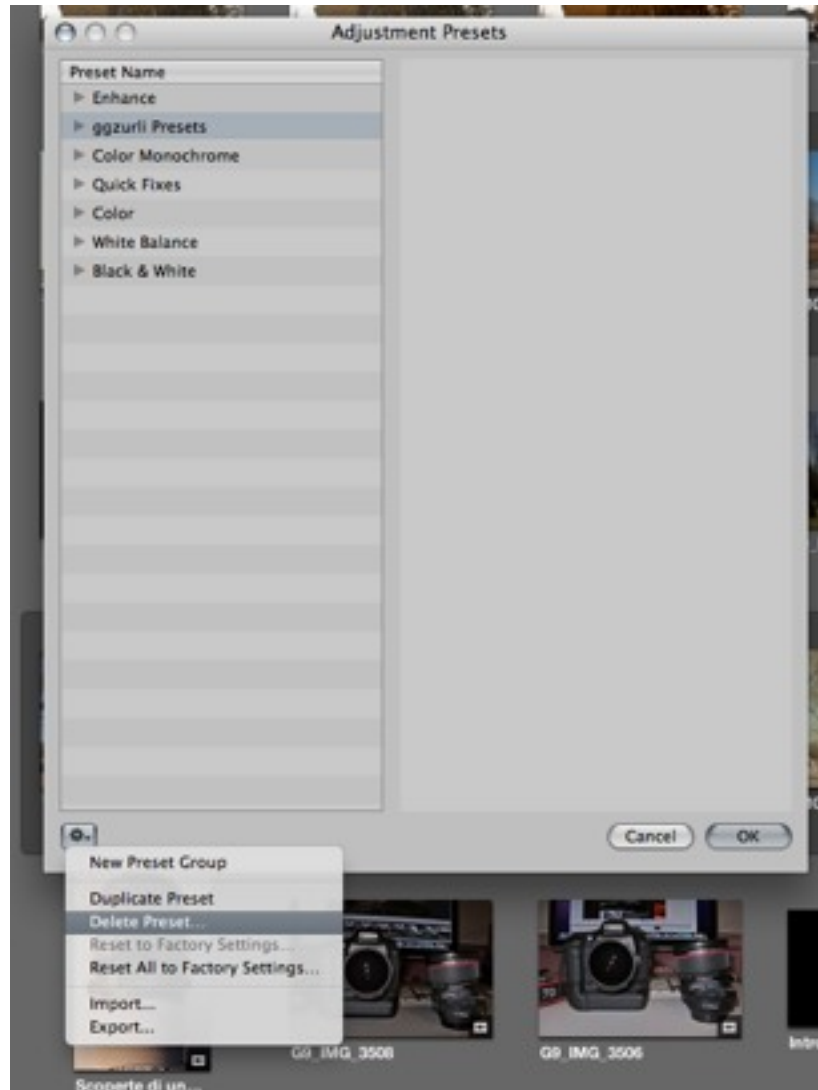 Adjustment Presets
Preset Name
Enhance
ggzurli Presets
Color Monochrome
Quick Fixes
Color
White Balance
Black & White
Cancel
OK
New Preset Group
Duplicate Preset
Delete Preset...
Reset to Factory Settings...
Reset All to Factory Settings...
Import...
Export...
G9_IMG_3508
G9_IMG_3506
Intro
Scoperte di un...